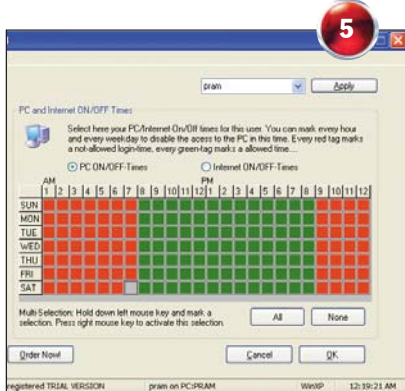 5
pram
Apply
PC and Internet ON/OFF Times
Select here your PC/Internet On/Off times for this user. You can mark every hour
and every weekday to disable the acess to the PC in this time. Every red tag marks
a not-allowed login-time, every green-tag marks a allowed time....
PC ON/OFF-Times Internet ON/OFF-Times
AM PM
1 2 3 4 5 6 7 8 9 10 11 12 1 2 3 4 5 6 7 8 9 10 11 12
SUN
MON
TUE
WED
THU
FRI
SAT
Multi-Selection: Hold down left mouse key and mark a
selection. Press right mouse key to activate this selection.
All None
Order Now! Cancel OK
registered TRIAL VERSION pram on PC:PRAM WinXP 12:19:21 AM